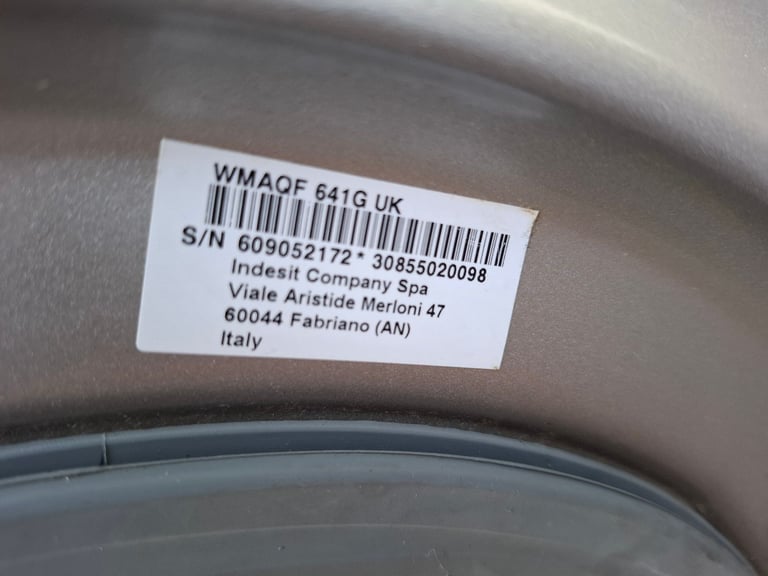 WMAQF 641G UK
S/N 609052172 * 30855020098
Indesit Company Spa
Viale Aristide Merloni 47
60044 Fabriano (AN)
Italy